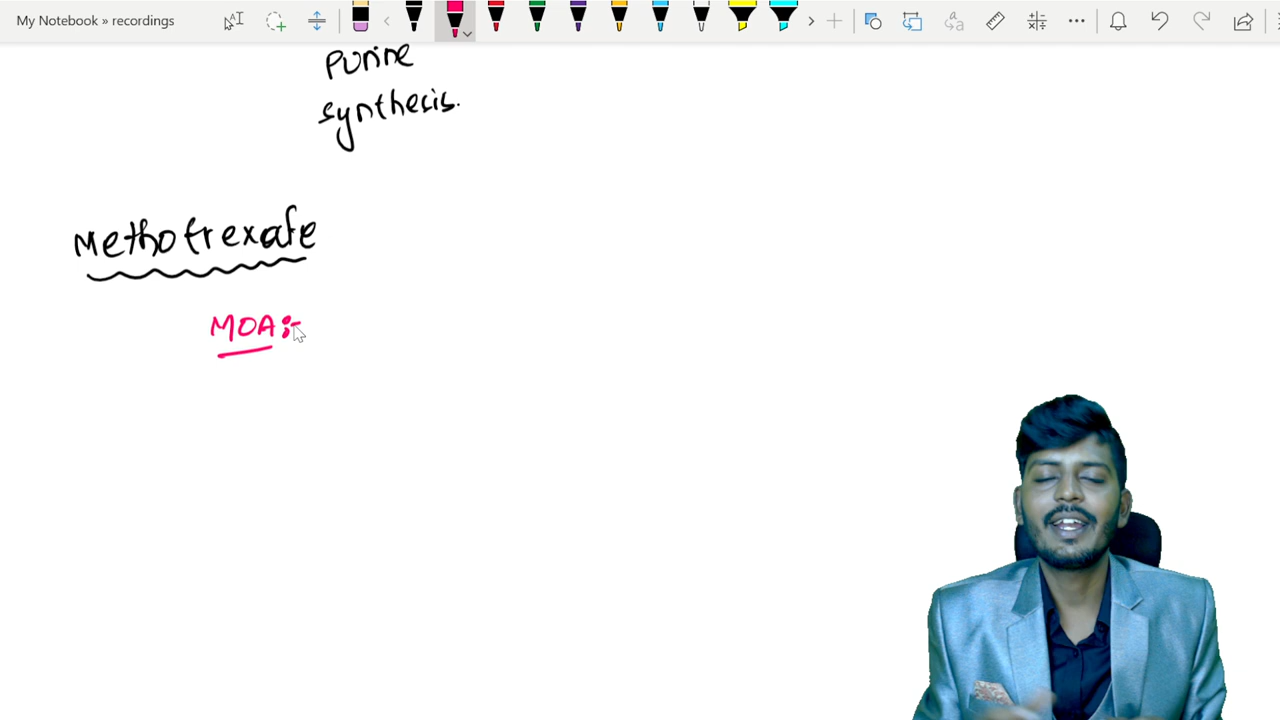 My Notebook » recordings
Purine
synthesis.
Methotrexate
MOA :-